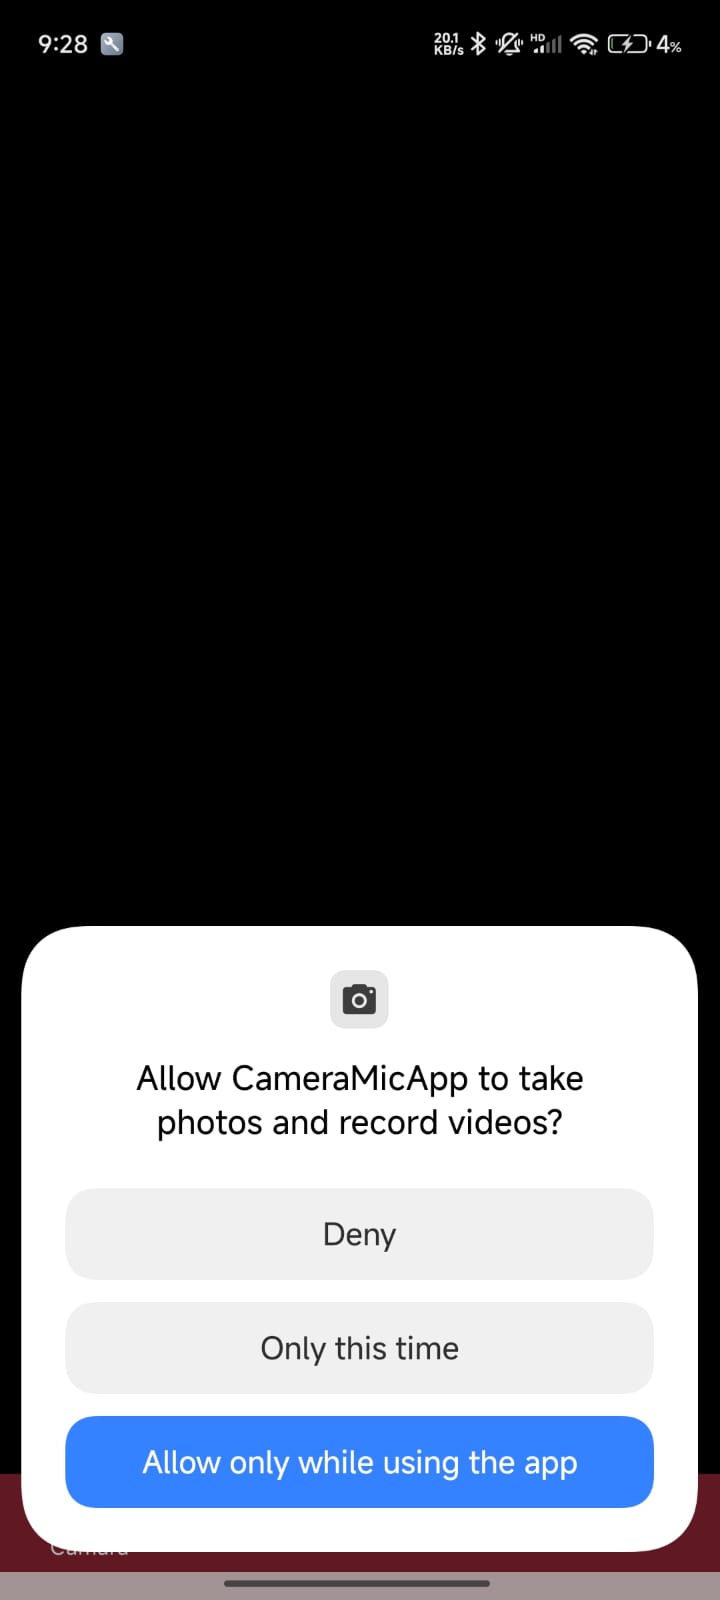 9:28 20.1 KB/s HD 4%
Allow CameraMicApp to take
photos and record videos?
Deny
Only this time
Allow only while using the app